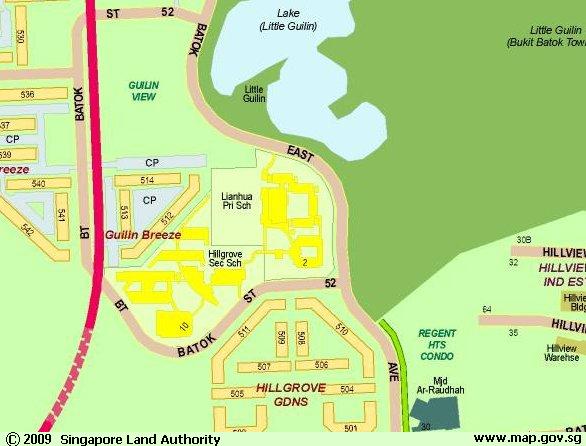 ST 52
BATOK
Lake
(Little Guilin)
Little Guilin
(Bukit Batok Tow
530
GUILIN
VIEW
Little
Guilin
536
BATOK
537
539
CP
reeze
540
541
542
BT
CP
514
CP
513
512
Guilin Breeze
EAST
Lianhua
Pri Sch
Hillgrove
Sec Sch
2
10
BT
BATOK
ST
52
30B
HILLVIE
32
HILLVIE
IND EST
Hillview
Bldg
64
HILLVI
35
Hillview
Warehse
REGENT
HTS
CONDO
511
509
508
510
507
506
505
504
HILLGROVE
GDNS
AVE
Mjd
Ar-Raudhah
30
BAT
© 2009 Singapore Land Authority
www.map.gov.sg